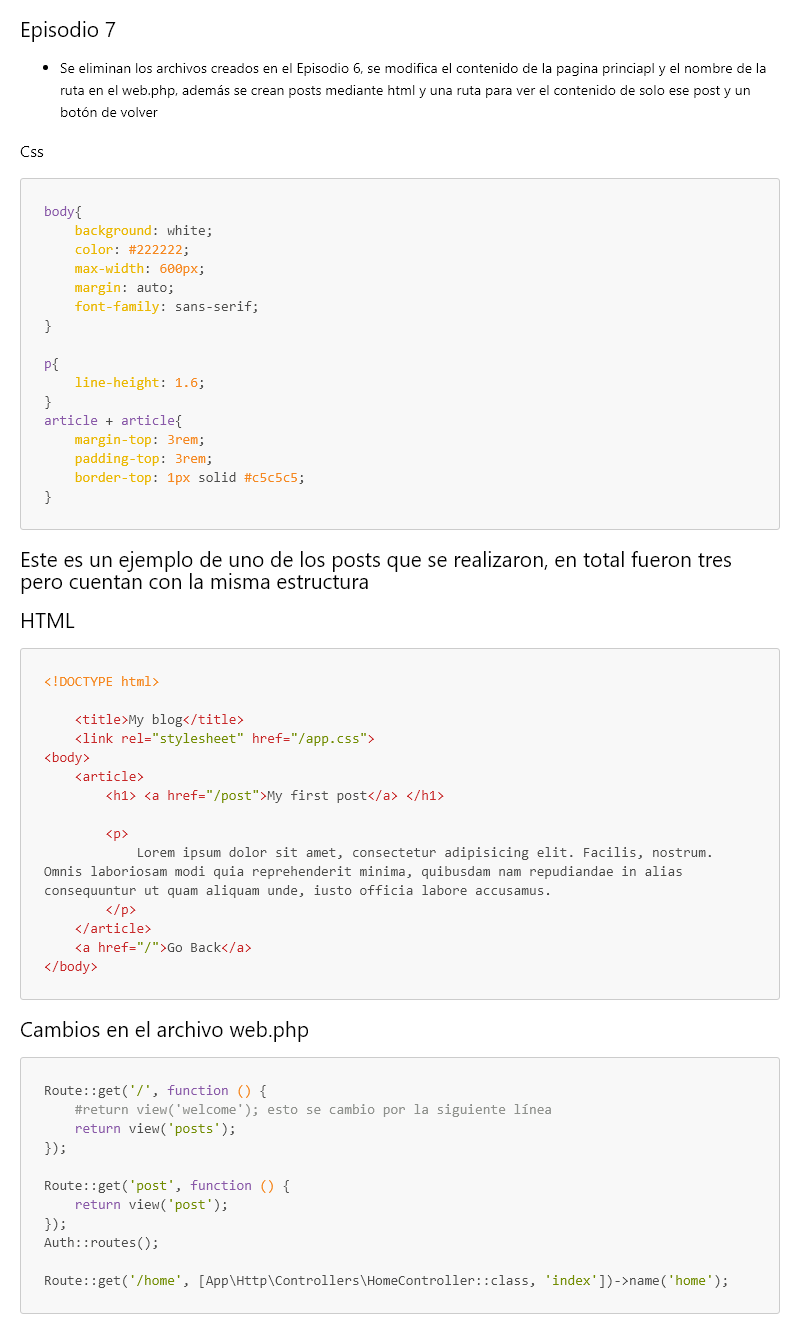 Episodio 7
• Se eliminan los archivos creados en el Episodio 6, se modifica el contenido de la pagina princiapl y el nombre de la
ruta en el web.php, además se crean posts mediante html y una ruta para ver el contenido de solo ese post y un
botón de volver
Css
body{
    background: white;
    color: #222222;
    max-width: 600px;
    margin: auto;
    font-family: sans-serif;
}

p{
    line-height: 1.6;
}
article + article{
    margin-top: 3rem;
    padding-top: 3rem;
    border-top: 1px solid #c5c5c5;
}
Este es un ejemplo de uno de los posts que se realizaron, en total fueron tres
pero cuentan con la misma estructura
HTML
<!DOCTYPE html>

    <title>My blog</title>
    <link rel="stylesheet" href="/app.css">
<body>
    <article>
        <h1> <a href="/post">My first post</a> </h1>

        <p>
            Lorem ipsum dolor sit amet, consectetur adipisicing elit. Facilis, nostrum.
Omnis laboriosam modi quia reprehenderit minima, quibusdam nam repudiandae in alias
consequuntur ut quam aliquam unde, iusto officia labore accusamus.
        </p>
    </article>
    <a href="/">Go Back</a>
</body>
Cambios en el archivo web.php
Route::get('/', function () {
    #return view('welcome'); esto se cambio por la siguiente línea
    return view('posts');
});

Route::get('post', function () {
    return view('post');
});
Auth::routes();

Route::get('/home', [App\Http\Controllers\HomeController::class, 'index'])->name('home');